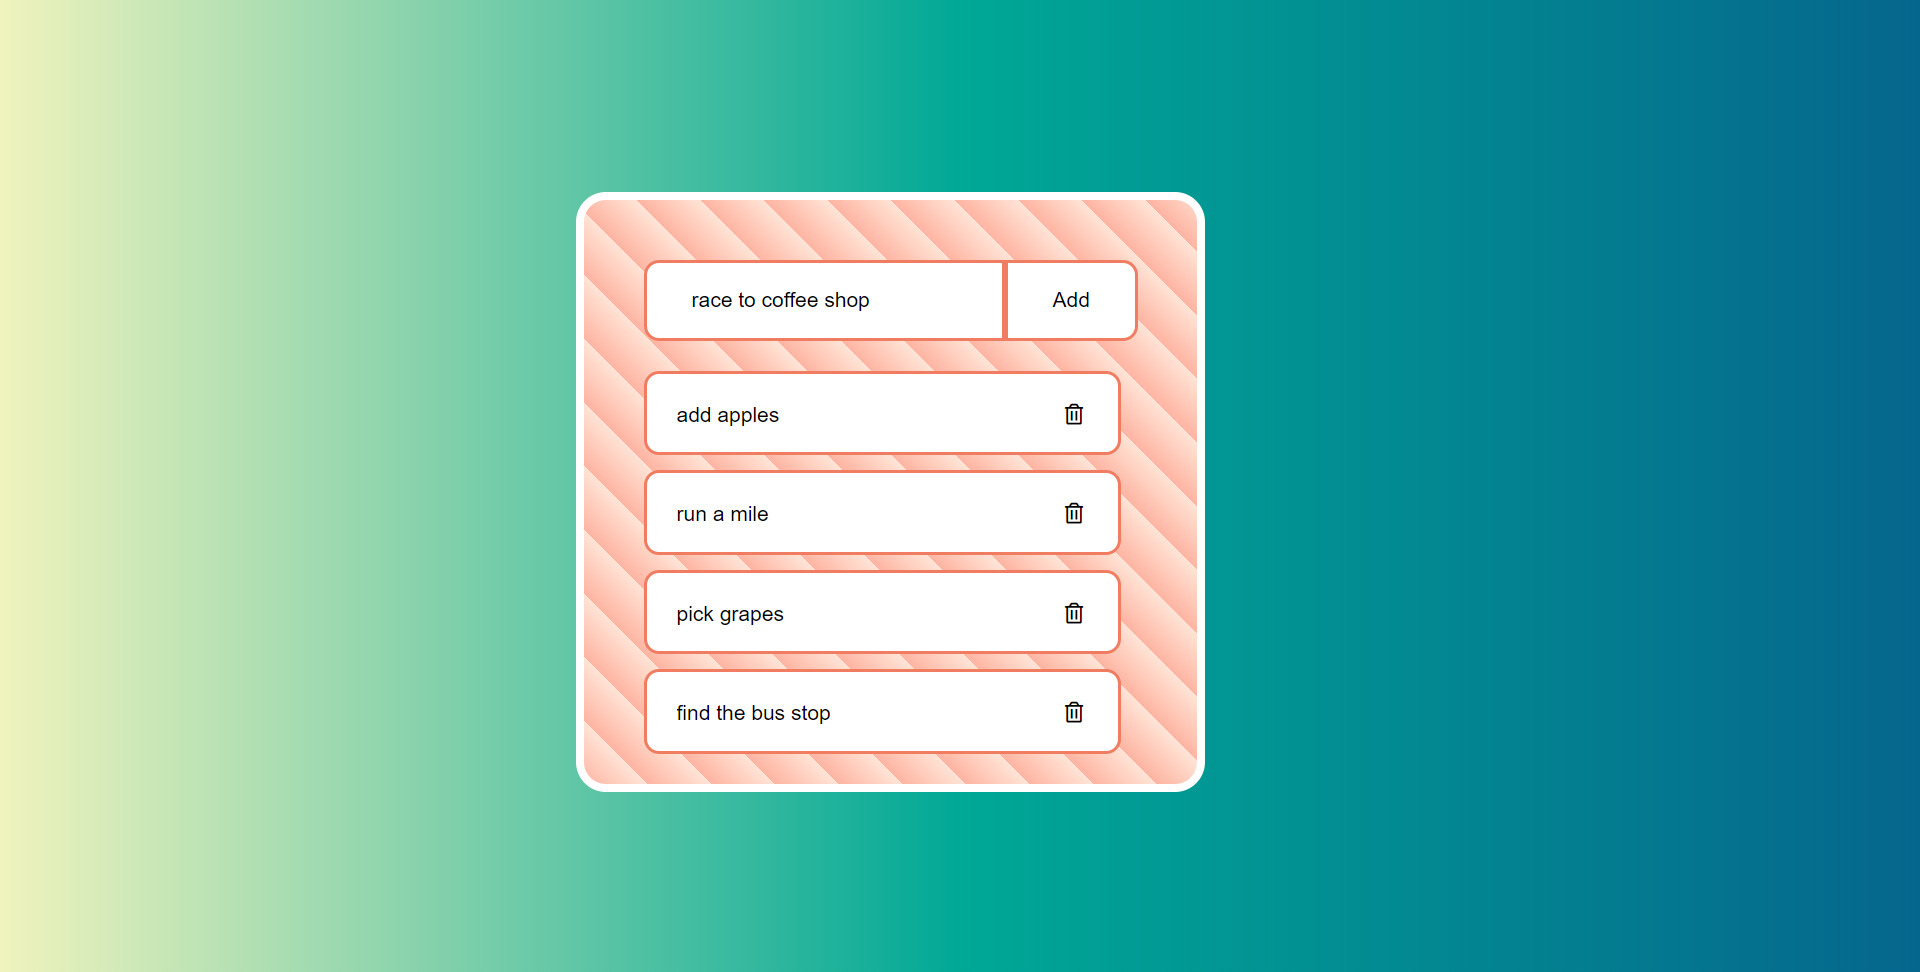 race to coffee shop
Add
add apples
run a mile
pick grapes
find the bus stop